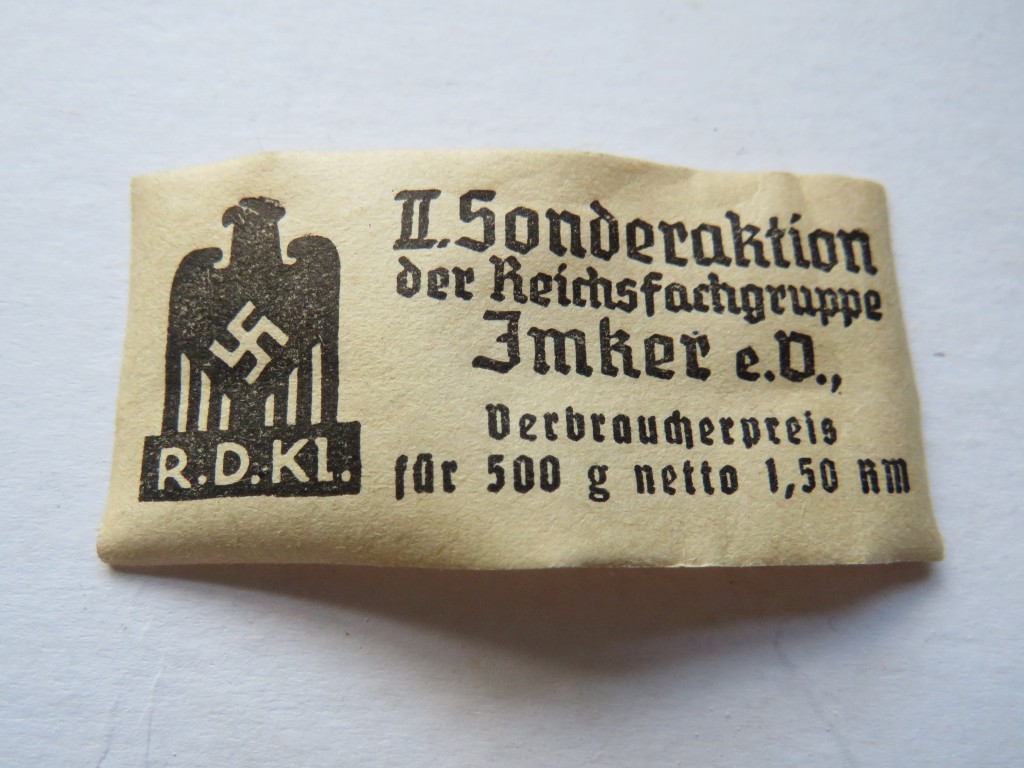 II. Sonderaktion
der Reichsfachgruppe
Imker e.V.,
Verbraucherpreis
für 500 g netto 1,50 RM
R.D.Kl.